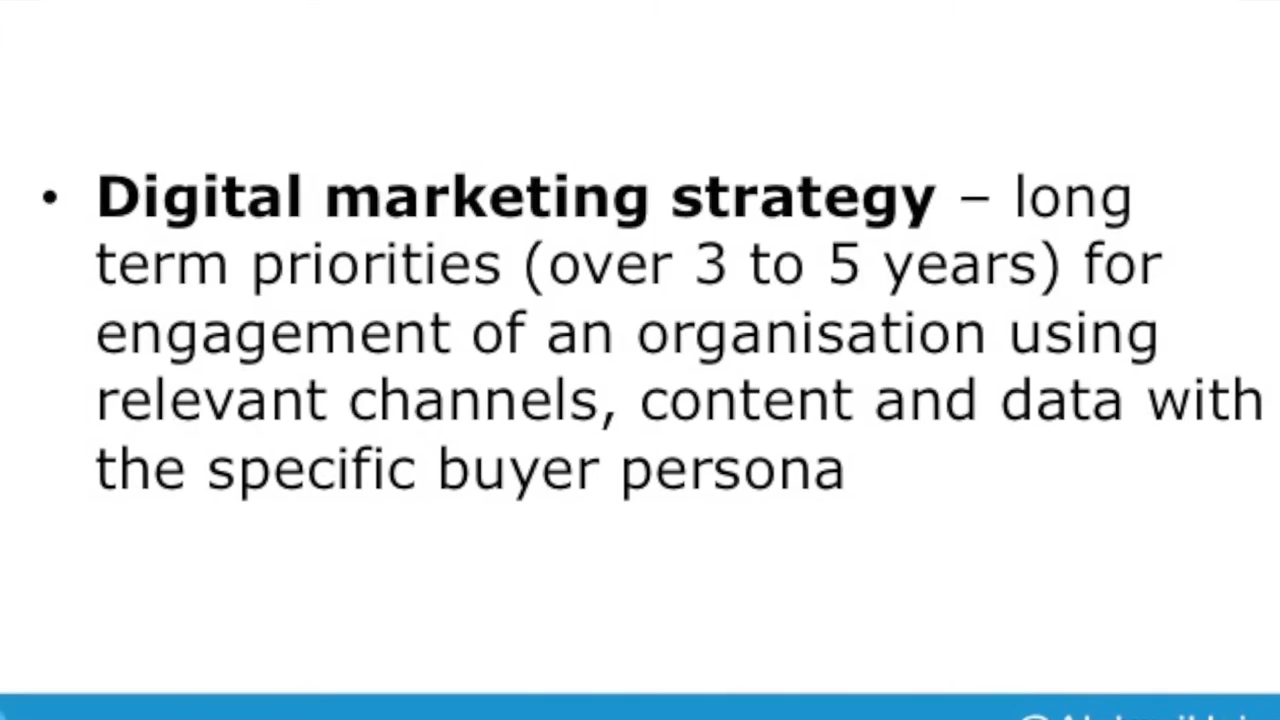 • Digital marketing strategy – long
term priorities (over 3 to 5 years) for
engagement of an organisation using
relevant channels, content and data with
the specific buyer persona